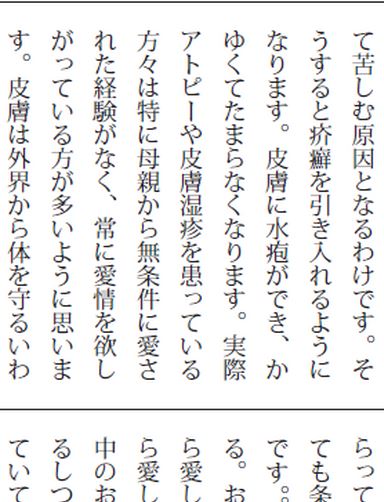 て苦しむ原因となるわけです。そ
うすると疥癬を引き入れるように
なります。皮膚に水疱ができ、か
ゆくてたまらなくなります。実際
アトピーや皮膚湿疹を患っている
方々は特に母親から無条件に愛さ
れた経験がなく、常に愛情を欲し
がっている方が多いように思いま
す。皮膚は外界から体を守るいわ
らって
ても条
です。
る。お
ら愛し
ら愛し
中のお
るしつ
ていて